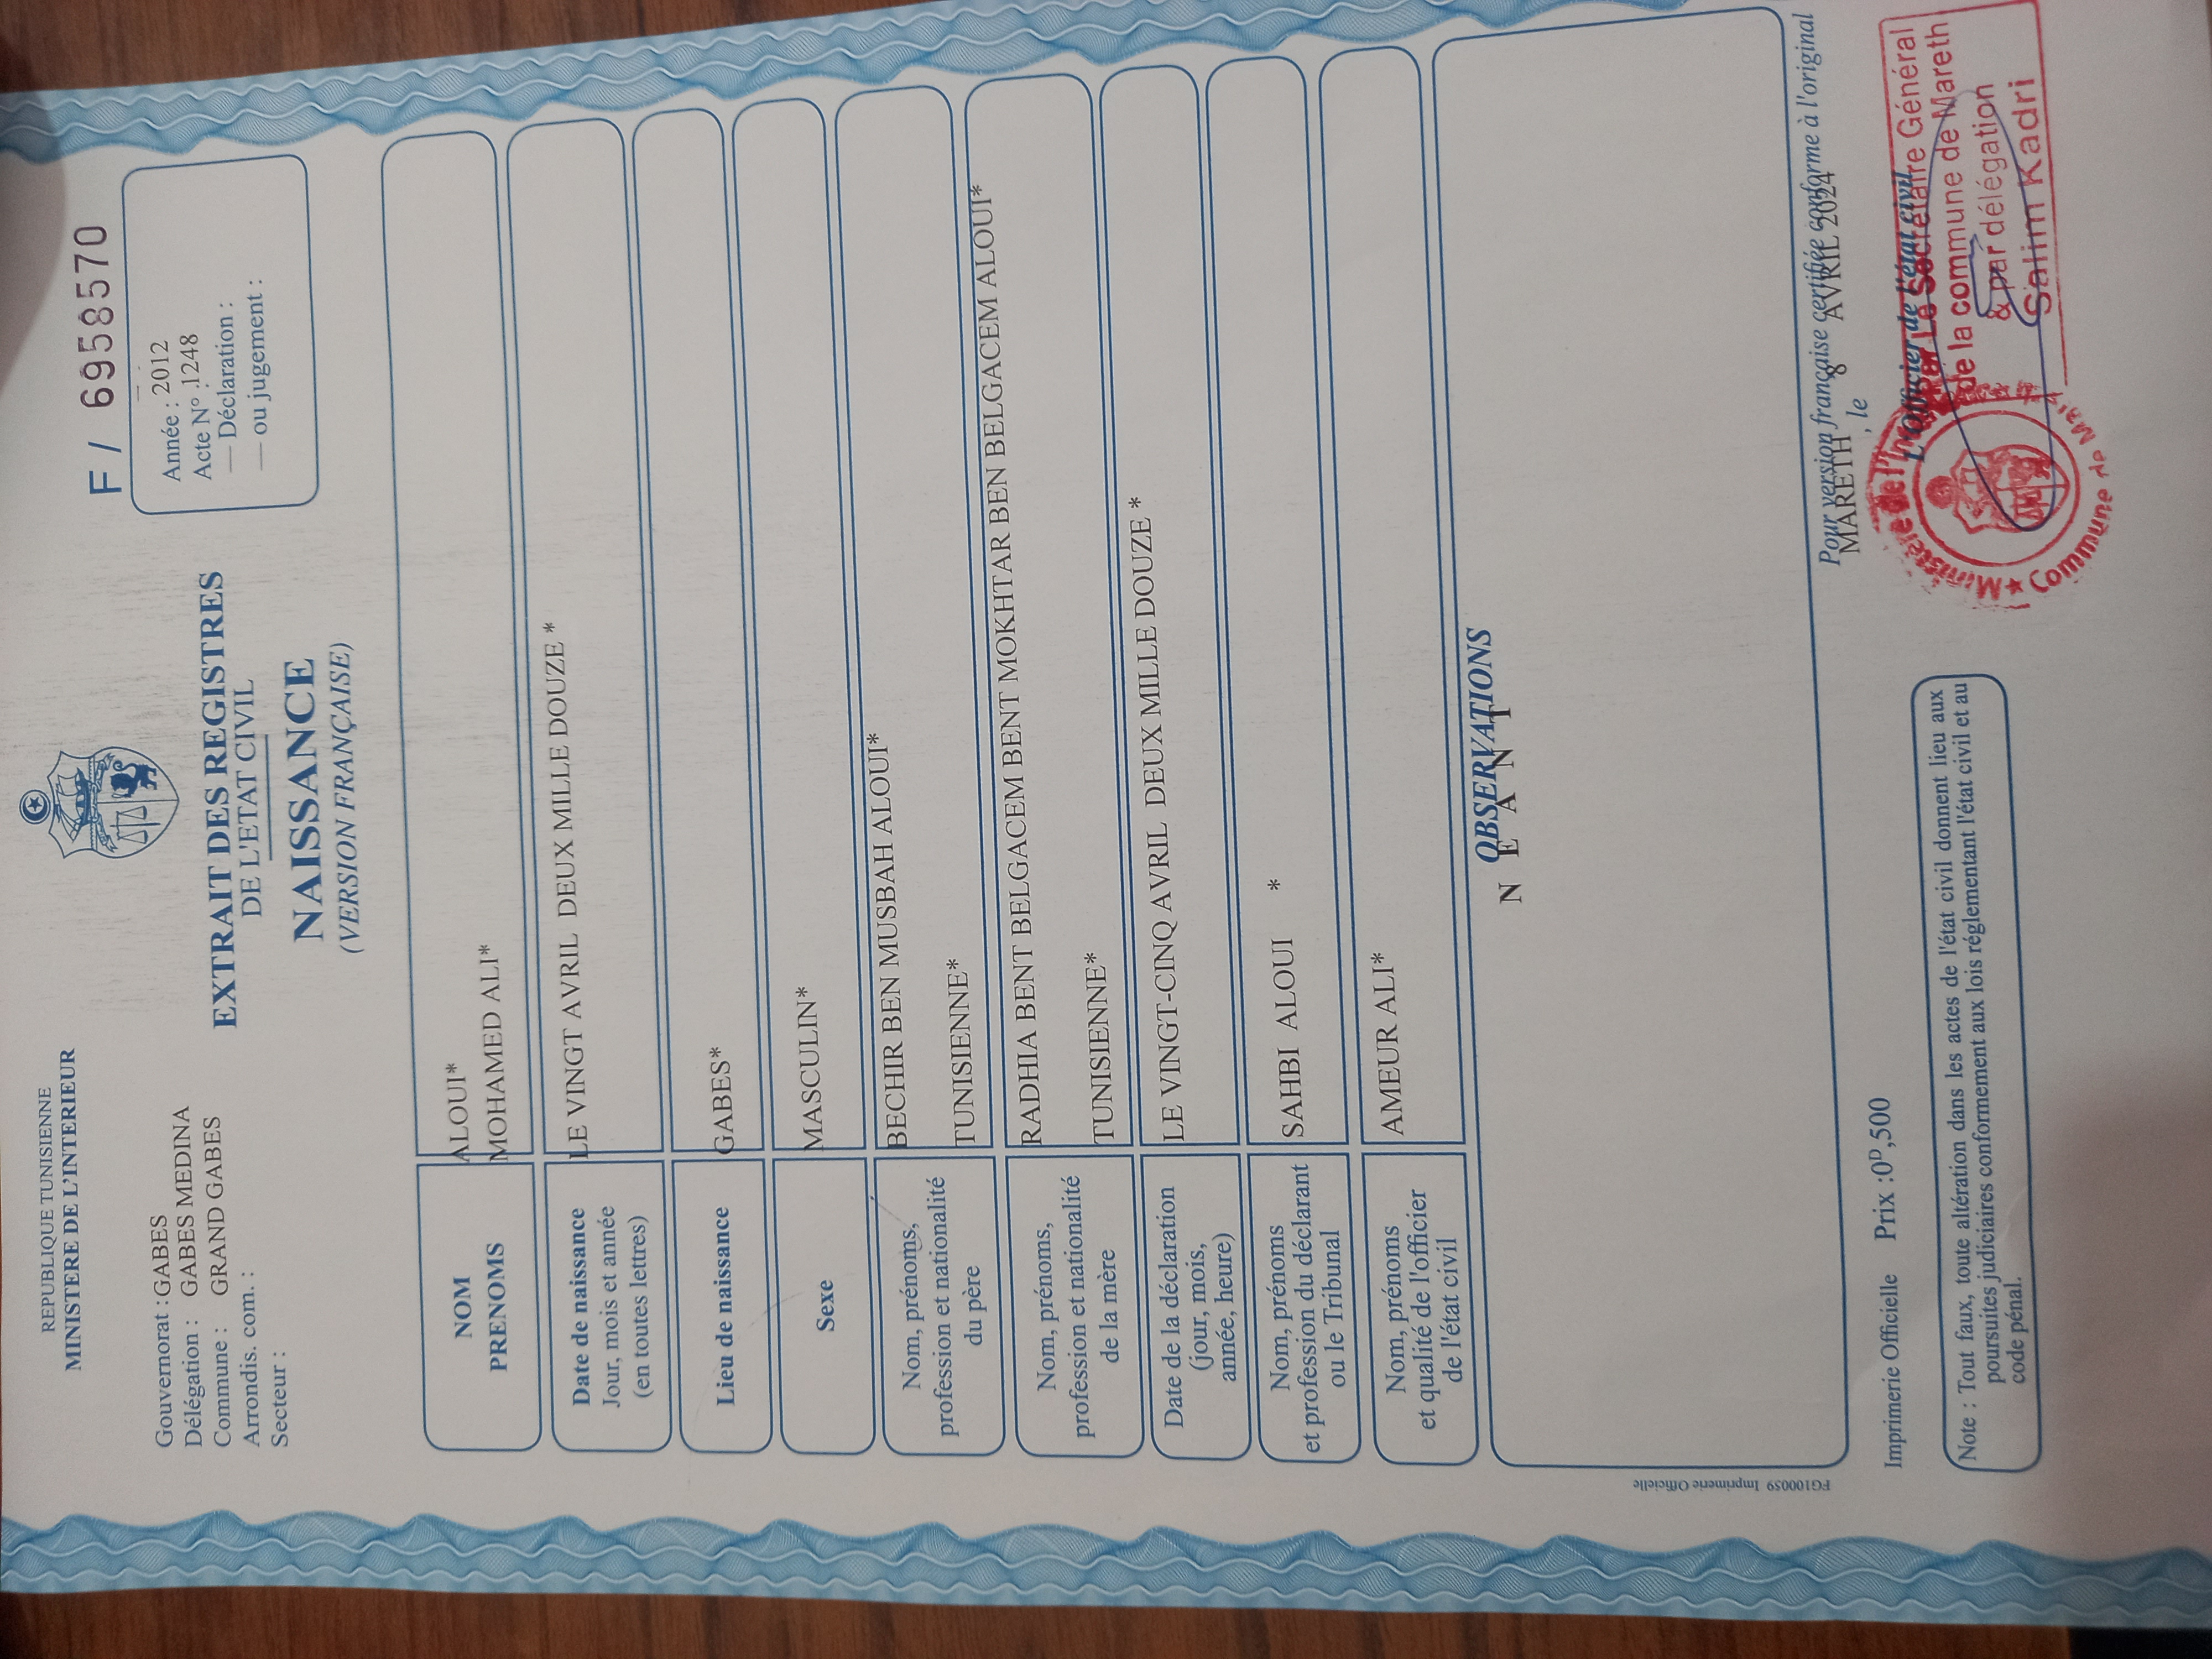 REPUBLIQUE TUNISIENNE
MINISTERE DE L'INTERIEUR
Gouvernorat : GABES
Délégation : GABES MEDINA
Commune : GRAND GABES
Arrondis. com. :
Secteur :
EXTRAIT DES REGISTRES
DE L'ETAT CIVIL
NAISSANCE
(VERSION FRANÇAISE)
F / 6958570
Année : 2012
Acte N° : 1248
— Déclaration :
— ou jugement :
NOM
PRENOMS
ALOUI*
MOHAMED ALI*
Date de naissance
Jour, mois et année
(en toutes lettres)
LE VINGT AVRIL DEUX MILLE DOUZE *
Lieu de naissance
GABES*
Sexe
MASCULIN*
Nom, prénoms,
profession et nationalité
du père
BECHIR BEN MUSBAH ALOUI*
TUNISIENNE*
Nom, prénoms,
profession et nationalité
de la mère
RADHIA BENT BELGACEM BENT MOKHTAR BEN BELGACEM ALOUI*
TUNISIENNE*
Date de la déclaration
(jour, mois,
année, heure)
LE VINGT-CINQ AVRIL DEUX MILLE DOUZE *
Nom, prénoms
et profession du déclarant
ou le Tribunal
SAHBI ALOUI *
Nom, prénoms
et qualité de l'officier
de l'état civil
AMEUR ALI*
OBSERVATIONS
N E A N T
FG100059 Imprimerie Officielle
Pour version française certifiée conforme à l'original
MARETH , le 8 AVRIL 2024
L'Officier de l'état civil
Par Le Secrétaire Général
de la commune de Mareth
& par délégation
Salim Kadri
Ministère de l'
Commune de
Imprimerie Officielle Prix : 0D,500
Note : Tout faux, toute altération dans les actes de l'état civil donnent lieu aux
poursuites judiciaires conformement aux lois réglementant l'état civil et au
code pénal.